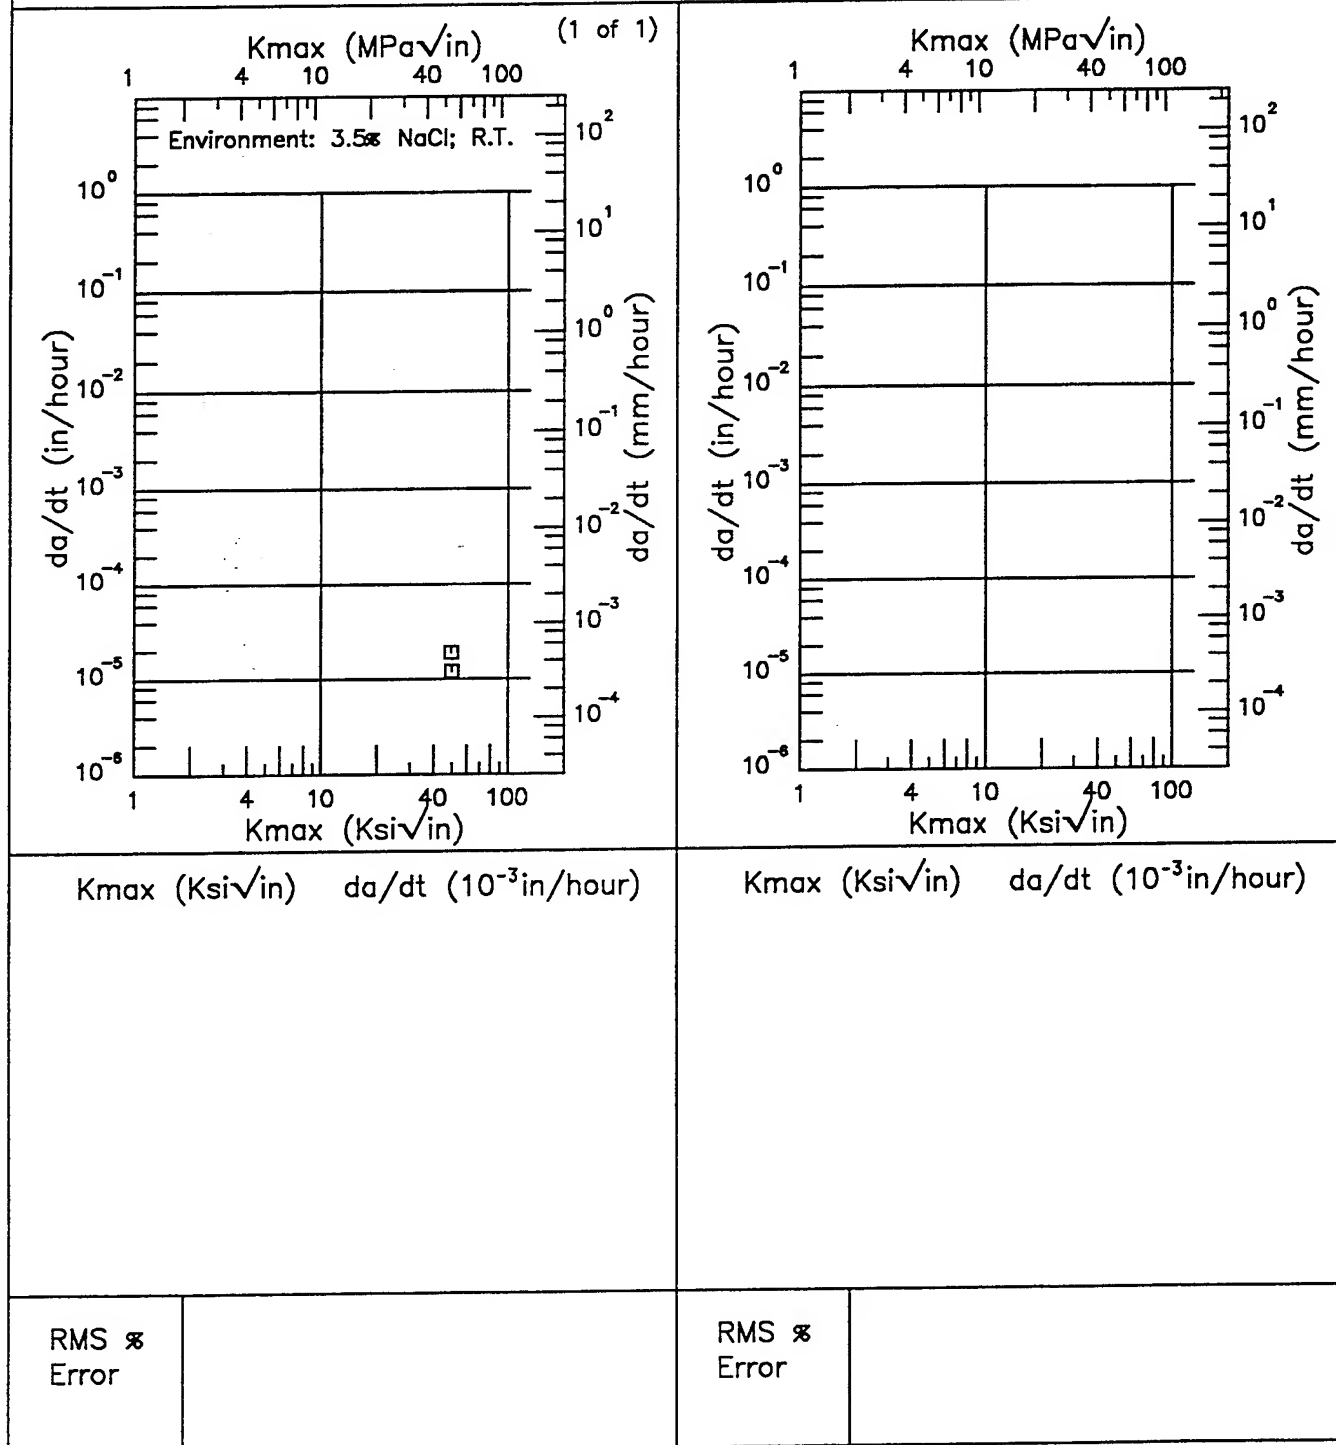 (1 of 1)
Kmax (MPa√in)
1 4 10 40 100
Environment: 3.5% NaCl; R.T.
10² 
10⁰
10¹
10⁻¹
10⁰
10⁻²
10⁻¹
10⁻³
10⁻²
10⁻⁴
10⁻³
10⁻⁵
10⁻⁴
10⁻⁶
da/dt (in/hour)
da/dt (mm/hour)
1 4 10 40 100
Kmax (Ksi√in)
Kmax (MPa√in)
1 4 10 40 100
10²
10⁰
10¹
10⁻¹
10⁰
10⁻²
10⁻¹
10⁻³
10⁻²
10⁻⁴
10⁻³
10⁻⁵
10⁻⁴
10⁻⁶
da/dt (in/hour)
da/dt (mm/hour)
1 4 10 40 100
Kmax (Ksi√in)
Kmax (Ksi√in) da/dt (10⁻³in/hour)
Kmax (Ksi√in) da/dt (10⁻³in/hour)
RMS %
Error
RMS %
Error